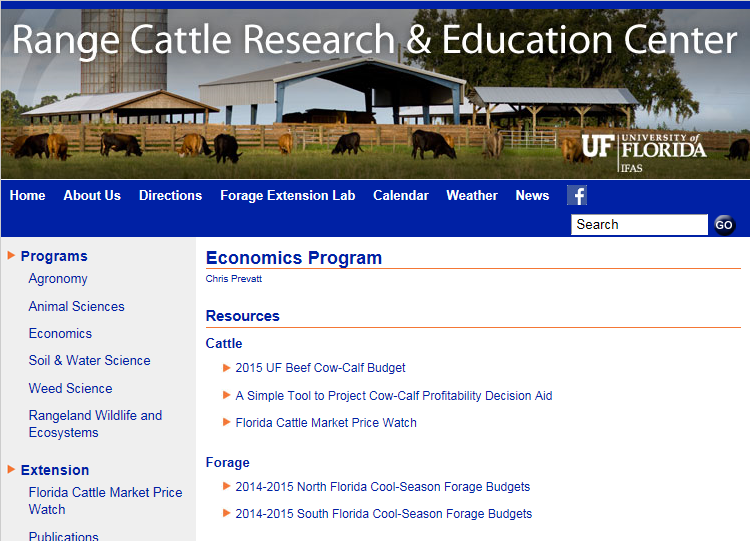 Range Cattle Research & Education Center
UF UNIVERSITY of
FLORIDA
IFAS
Home About Us Directions Forage Extension Lab Calendar Weather News f
Search GO
Programs
Agronomy
Animal Sciences
Economics
Soil & Water Science
Weed Science
Rangeland Wildlife and
Ecosystems
Extension
Florida Cattle Market Price
Watch
Publications
Economics Program
Chris Prevatt
Resources
Cattle
2015 UF Beef Cow-Calf Budget
A Simple Tool to Project Cow-Calf Profitability Decision Aid
Florida Cattle Market Price Watch
Forage
2014-2015 North Florida Cool-Season Forage Budgets
2014-2015 South Florida Cool-Season Forage Budgets